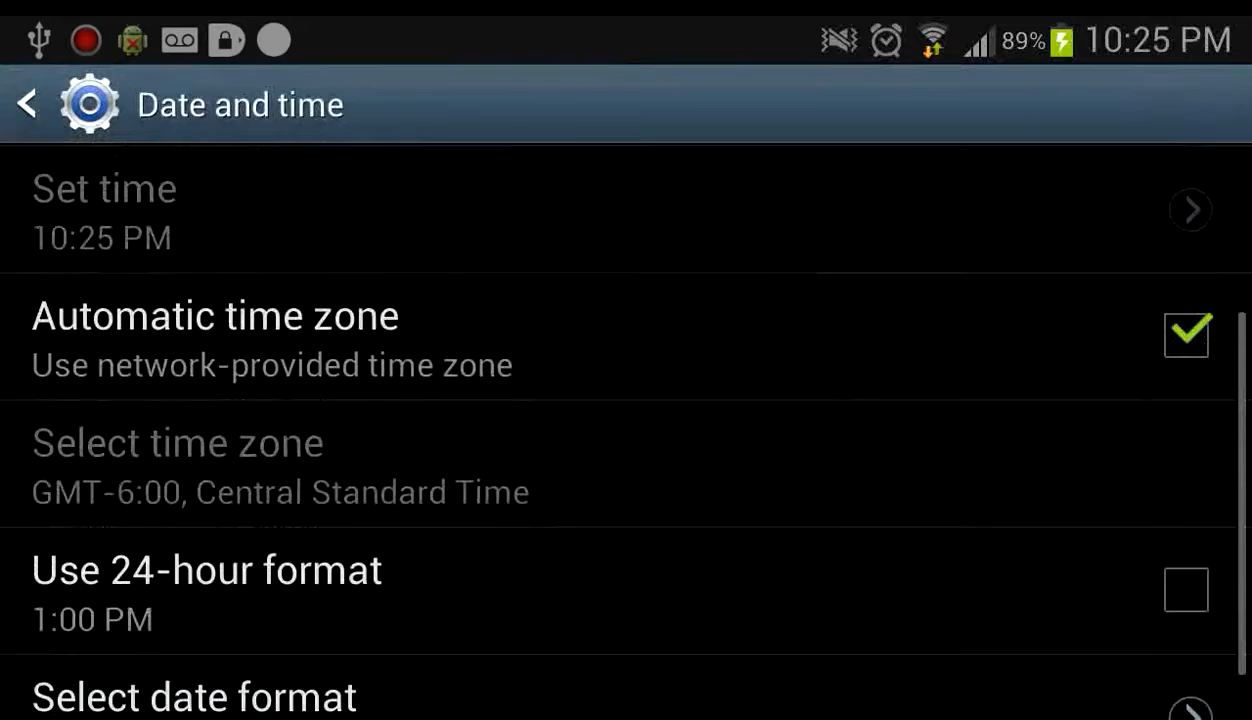 89% 10:25 PM
Date and time
Set time
10:25 PM
Automatic time zone
Use network-provided time zone
Select time zone
GMT-6:00, Central Standard Time
Use 24-hour format
1:00 PM
Select date format